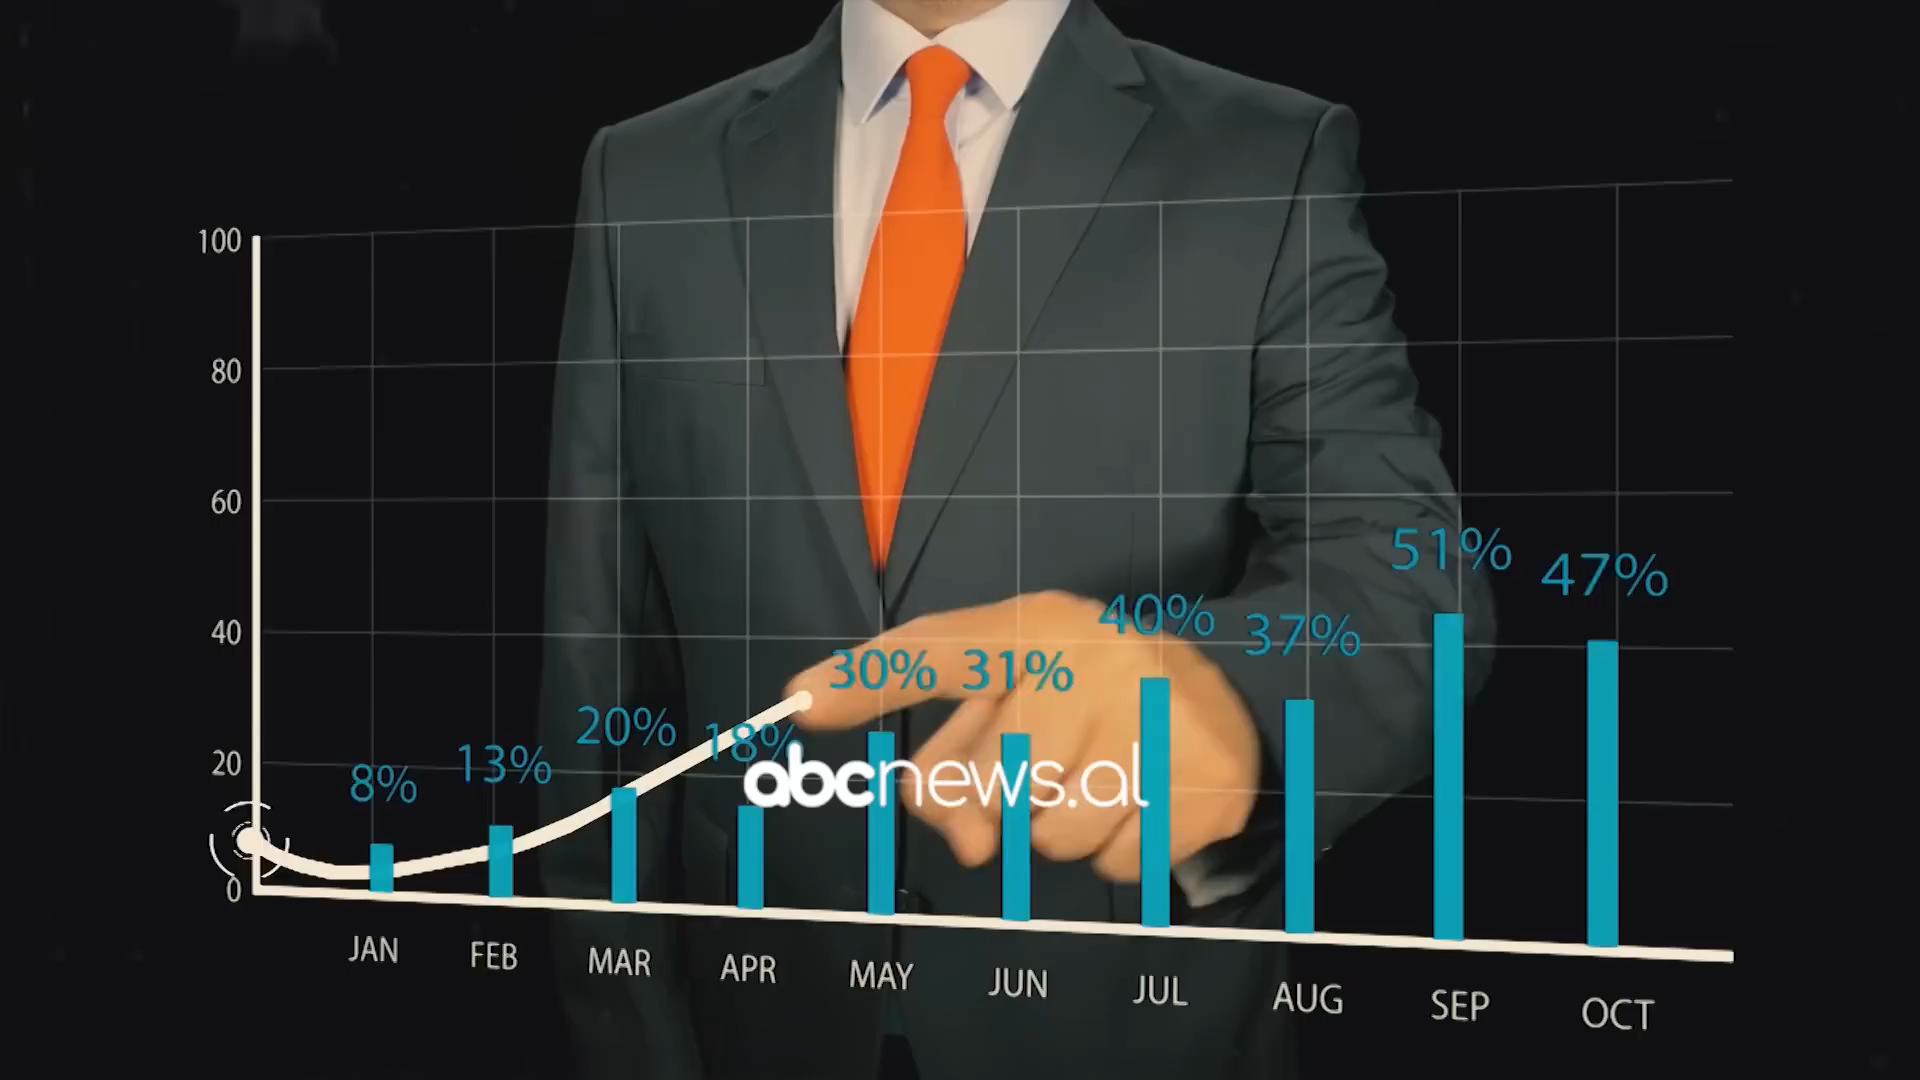 100
80
60
40
20
0
8%
13%
20%
18%
30%
31%
40%
37%
51%
47%
abcnews.al
JAN
FEB
MAR
APR
MAY
JUN
JUL
AUG
SEP
OCT